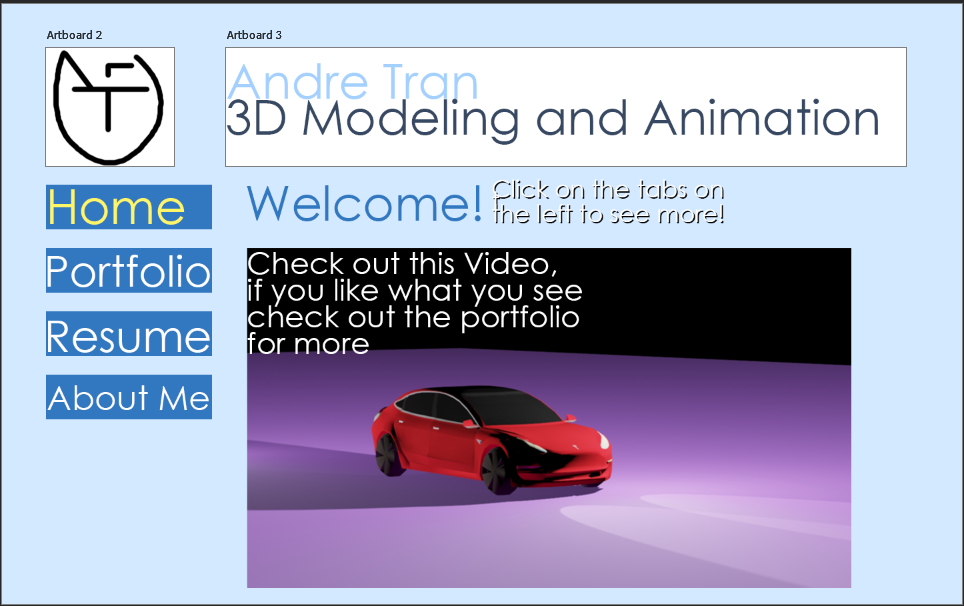 Artboard 2
Artboard 3
Andre Tran
3D Modeling and Animation
Home
Welcome!
Click on the tabs on
the left to see more!
Portfolio
Resume
About Me
Check out this Video,
if you like what you see
check out the portfolio
for more